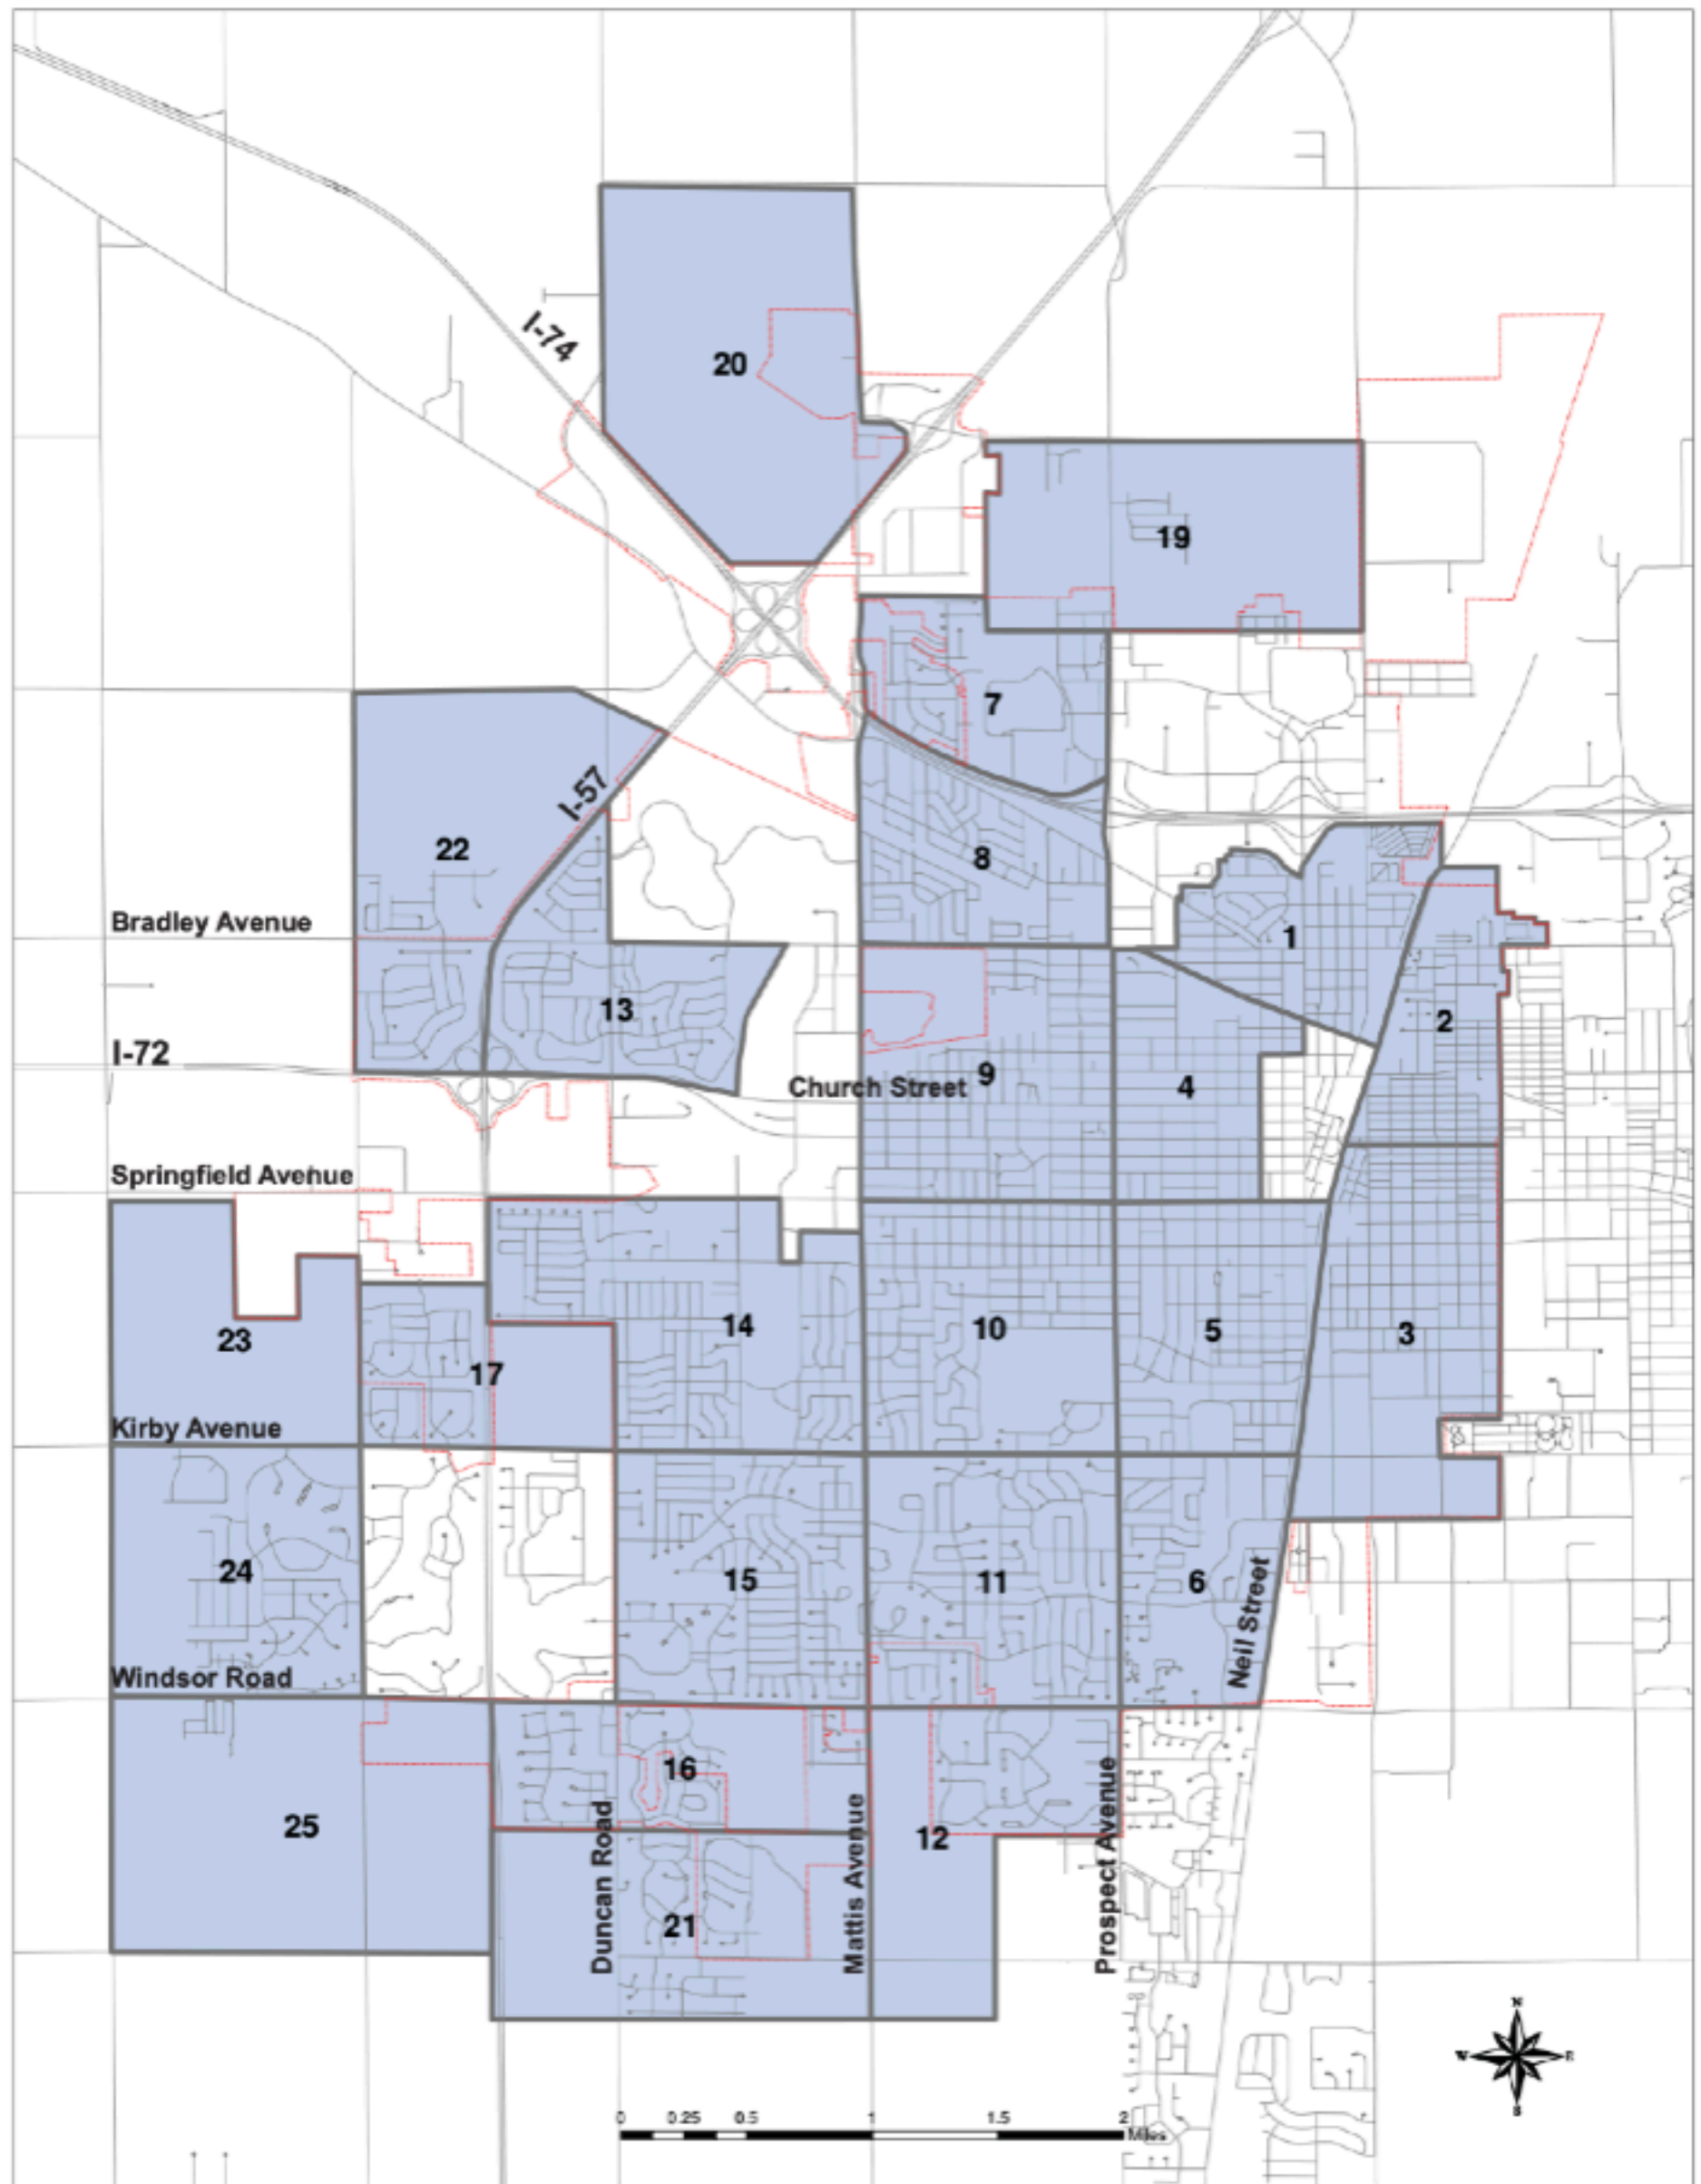 I-74
20
19
7
I-57
22
8
Bradley Avenue
1
13
2
I-72
9
Church Street
4
Springfield Avenue
23
14
10
5
3
17
Kirby Avenue
24
15
11
6
Neil Street
Windsor Road
16
25
12
21
Duncan Road
Mattis Avenue
Prospect Avenue
N
W E
S
0 0.25 0.5 1 1.5 2
Miles